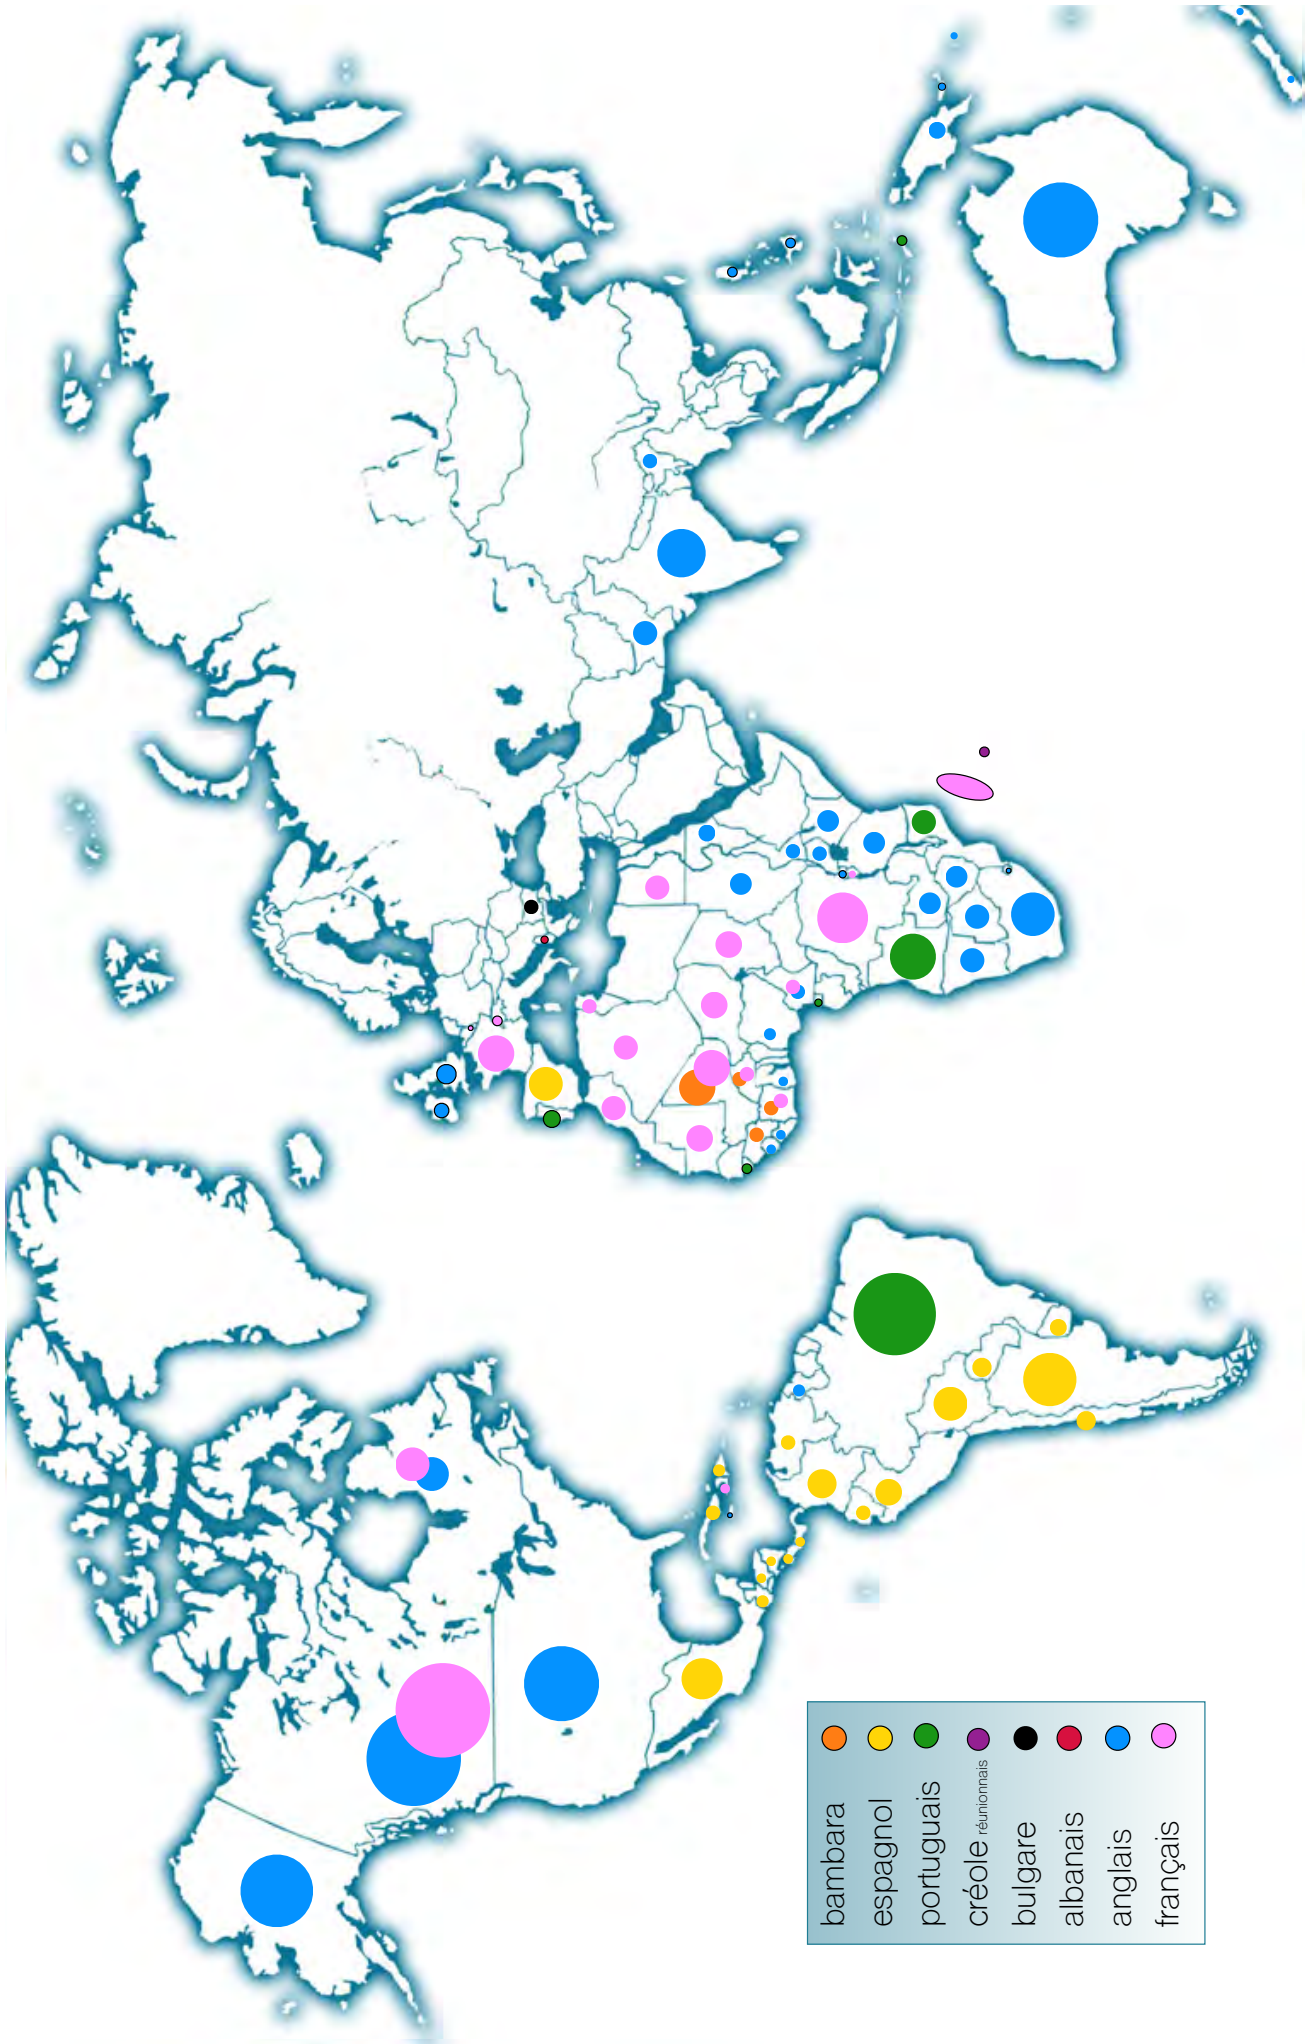 bambara
espagnol
portuguais
créole réunionnais
bulgare
albanais
anglais
français